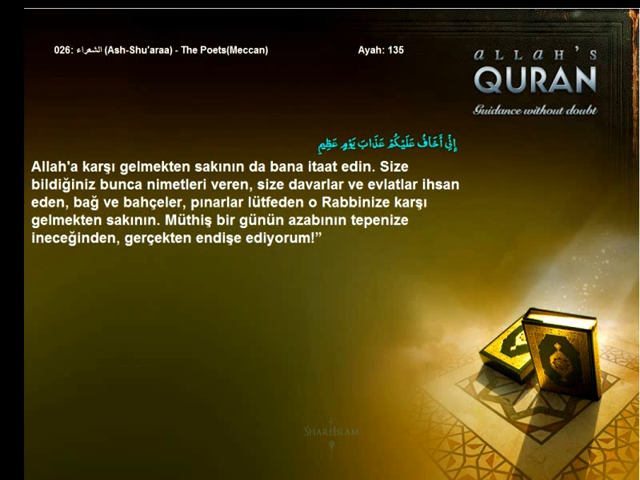 026: الشعراء (Ash-Shu'araa) - The Poets(Meccan) Ayah: 135
ALLAH'S
QURAN
Guidance without doubt
إِنِّي أَخَافُ عَلَيْكُمْ عَذَابَ يَوْمٍ عَظِيمٍ
Allah'a karşı gelmekten sakının da bana itaat edin. Size
bildiğiniz bunca nimetleri veren, size davarlar ve evlatlar ihsan
eden, bağ ve bahçeler, pınarlar lütfeden o Rabbinize karşı
gelmekten sakının. Müthiş bir günün azabının tepenize
ineceğinden, gerçekten endişe ediyorum!”
SHAREISLAM